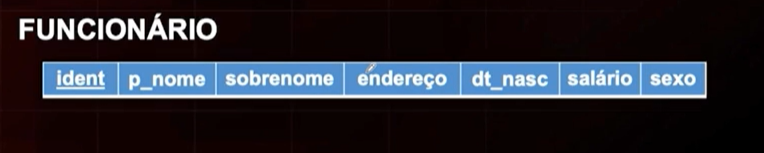 FUNCIONÁRIO
ident p_nome sobrenome endereço dt_nasc salário sexo